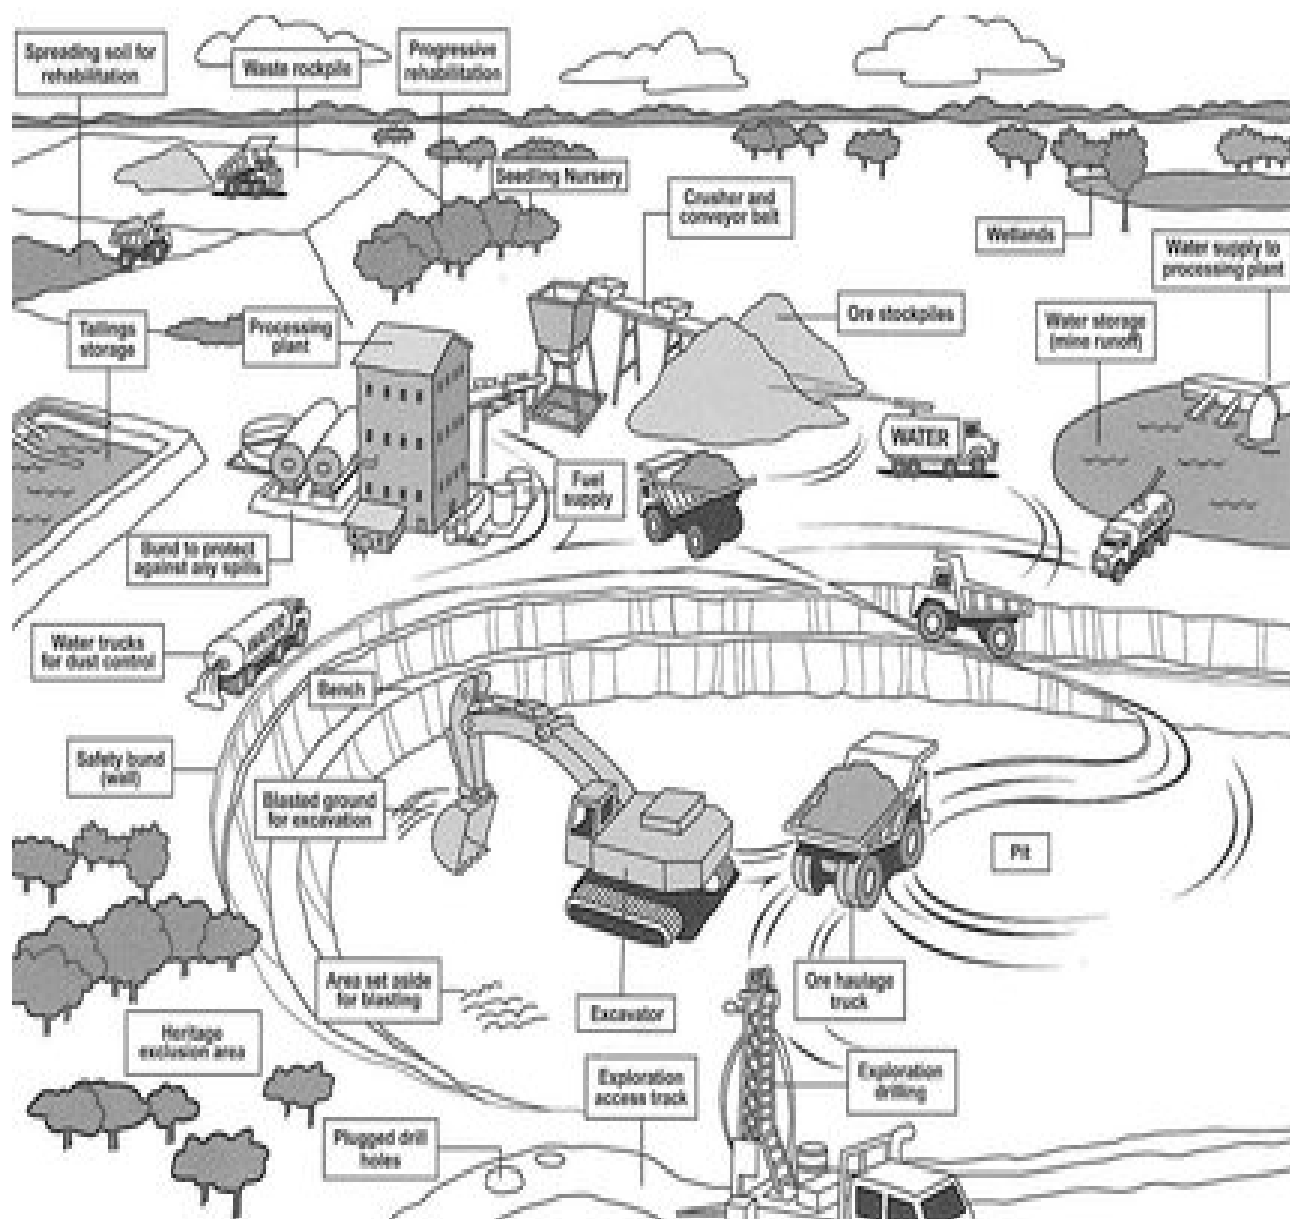 Spreading soil for
rehabilitation
Waste rockpile
Progressive
rehabilitation
Seedling Nursery
Crusher and
conveyor belt
Wetlands
Water supply to
processing plant
Tailings
storage
Processing
plant
Ore stockpiles
Water storage
(mine runoff)
WATER
Fuel
supply
Bund to protect
against any spills
Water trucks
for dust control
Bench
Safety bund
(wall)
Blasted ground
for excavation
Pit
Area set aside
for blasting
Excavator
Ore haulage
truck
Heritage
exclusion area
Exploration
access track
Exploration
drilling
Plugged drill
holes